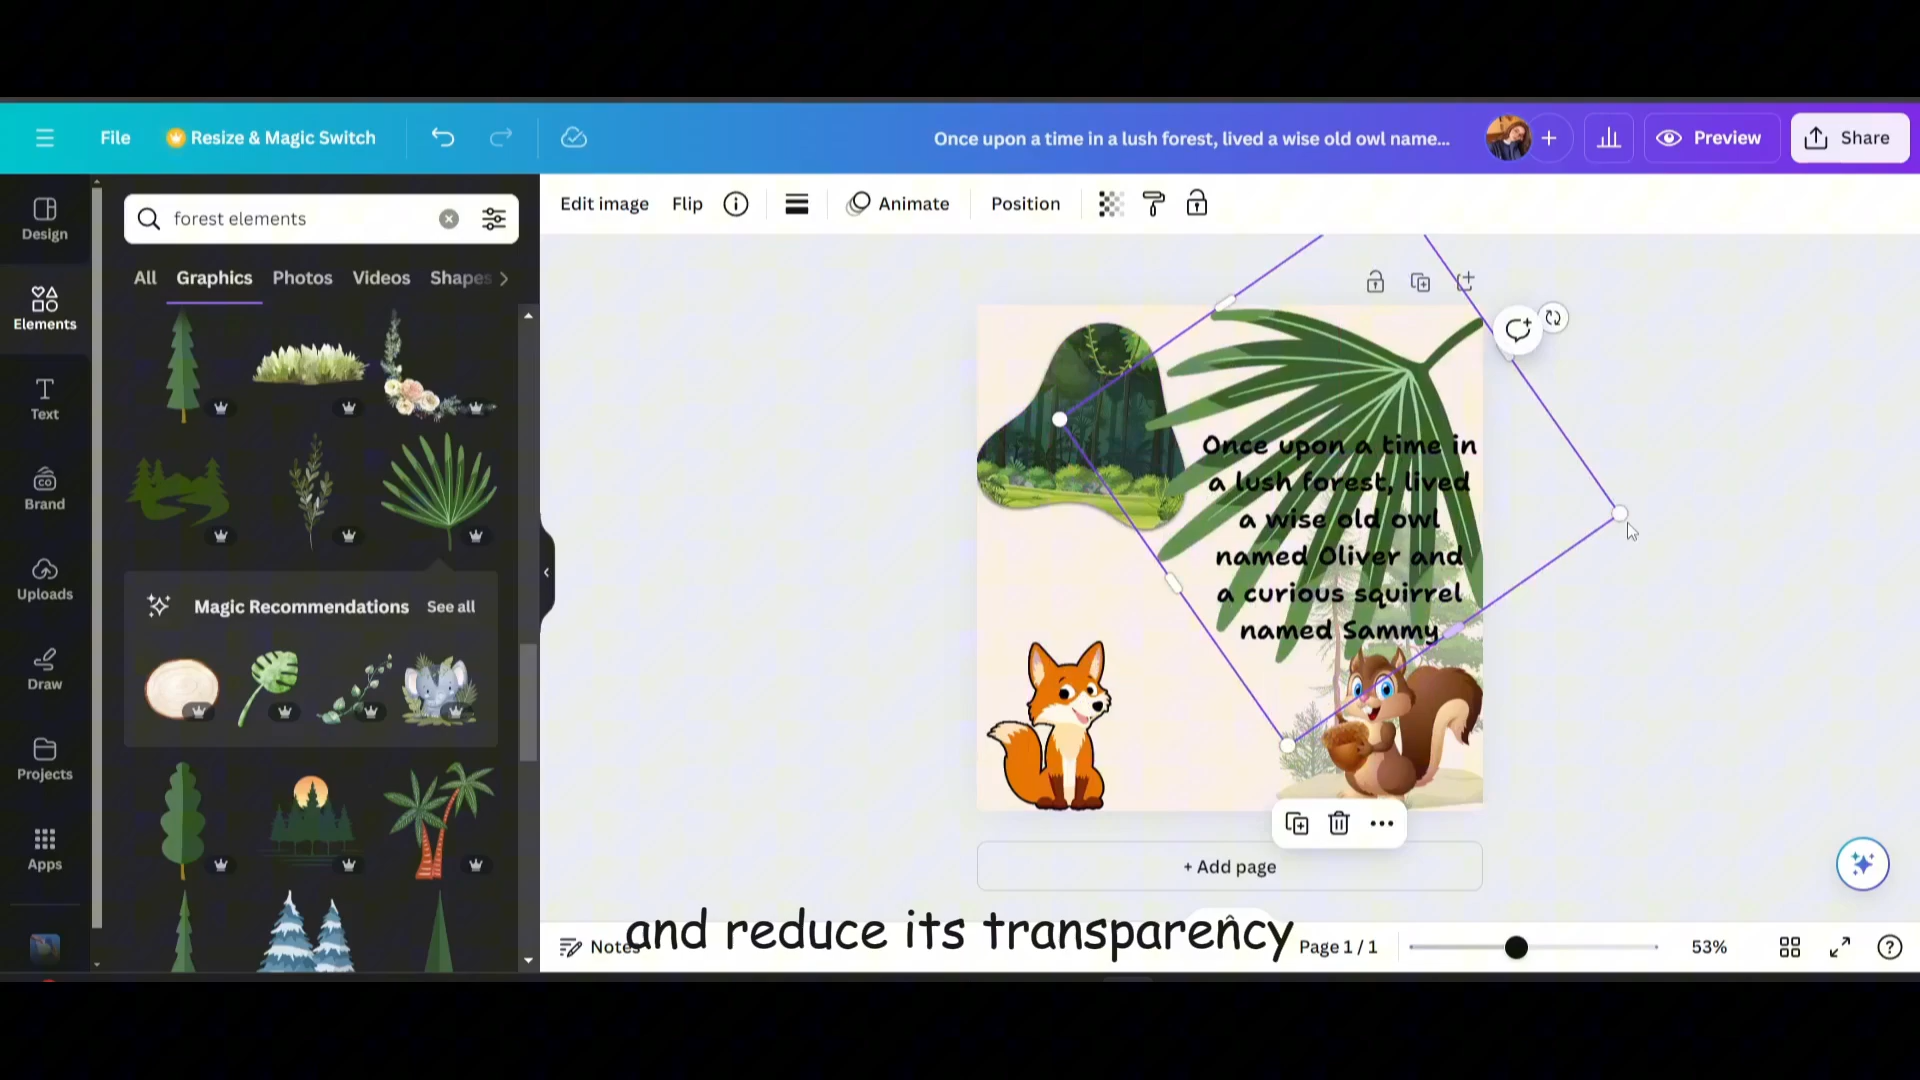 File
Resize & Magic Switch
Once upon a time in a lush forest, lived a wise old owl name...
Preview
Share
Design
Elements
Text
Brand
Uploads
Draw
Projects
Apps
forest elements
All
Graphics
Photos
Videos
Shapes
Magic Recommendations
See all
Edit image
Flip
Animate
Position
Once upon a time in
a lush forest, lived
a wise old owl
named Oliver and
a curious squirrel
named Sammy
+ Add page
and reduce its transparency
Notes
Page 1 / 1
53%